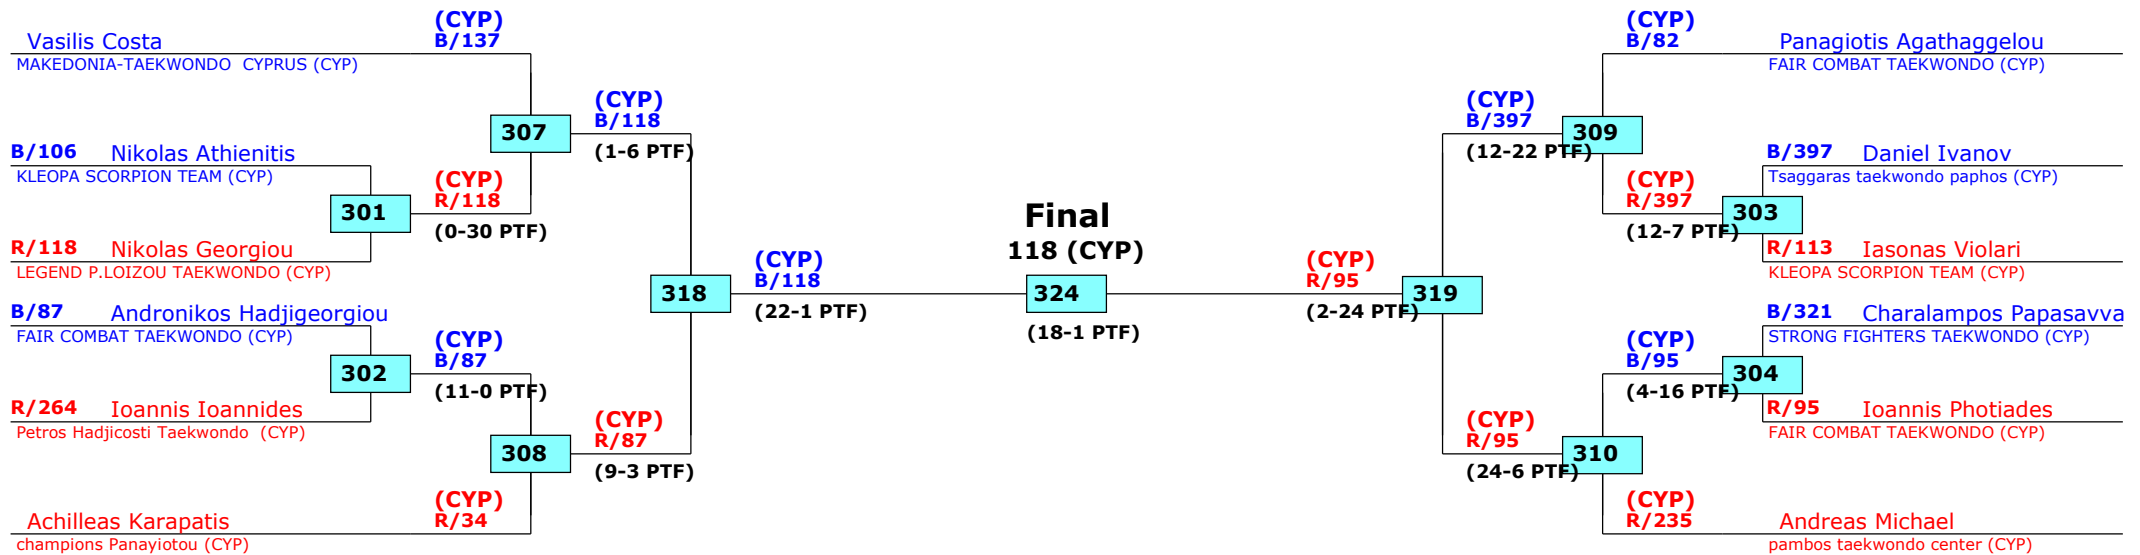 (CYP)
B/137
Vasilis Costa
MAKEDONIA-TAEKWONDO CYPRUS (CYP)
307
(CYP)
B/118
(1-6 PTF)
B/106 Nikolas Athienitis
KLEOPA SCORPION TEAM (CYP)
301
(CYP)
R/118
(0-30 PTF)
R/118 Nikolas Georgiou
LEGEND P.LOIZOU TAEKWONDO (CYP)
318
(CYP)
B/118
(22-1 PTF)
B/87 Andronikos Hadjigeorgiou
FAIR COMBAT TAEKWONDO (CYP)
302
(CYP)
B/87
(11-0 PTF)
R/264 Ioannis Ioannides
Petros Hadjicosti Taekwondo (CYP)
308
(CYP)
R/87
(9-3 PTF)
(CYP)
R/34
Achilleas Karapatis
champions Panayiotou (CYP)
Final
118 (CYP)
324
(18-1 PTF)
(CYP)
B/82
Panagiotis Agathaggelou
FAIR COMBAT TAEKWONDO (CYP)
(CYP)
B/397
309
(12-22 PTF)
B/397 Daniel Ivanov
Tsaggaras taekwondo paphos (CYP)
(CYP)
R/397
303
(12-7 PTF)
R/113 Iasonas Violari
KLEOPA SCORPION TEAM (CYP)
(CYP)
R/95
319
(2-24 PTF)
B/321 Charalampos Papasavva
STRONG FIGHTERS TAEKWONDO (CYP)
(CYP)
B/95
304
(4-16 PTF)
R/95 Ioannis Photiades
FAIR COMBAT TAEKWONDO (CYP)
(CYP)
R/95
310
(24-6 PTF)
(CYP)
R/235
Andreas Michael
pambos taekwondo center (CYP)